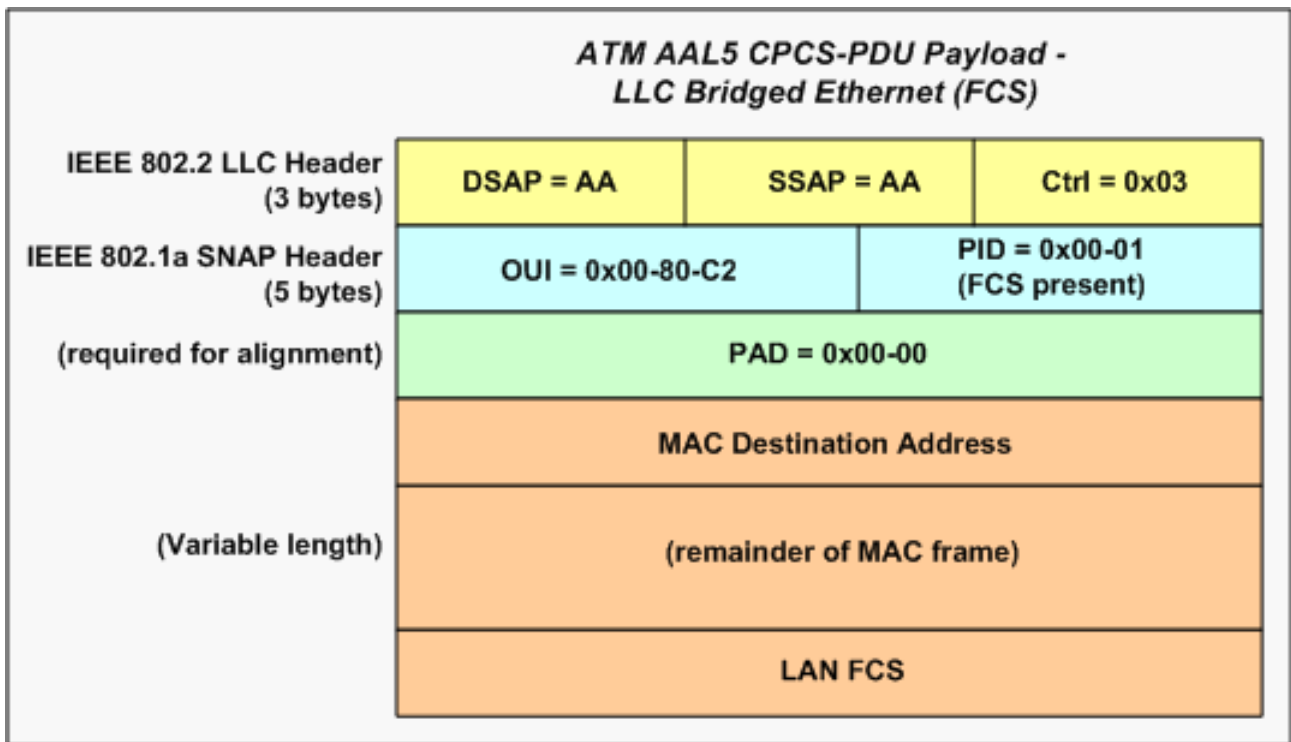 ATM AAL5 CPCS-PDU Payload -
LLC Bridged Ethernet (FCS)
IEEE 802.2 LLC Header
(3 bytes)
DSAP = AA
SSAP = AA
Ctrl = 0x03
IEEE 802.1a SNAP Header
(5 bytes)
OUI = 0x00-80-C2
PID = 0x00-01
(FCS present)
(required for alignment)
PAD = 0x00-00
MAC Destination Address
(Variable length)
(remainder of MAC frame)
LAN FCS